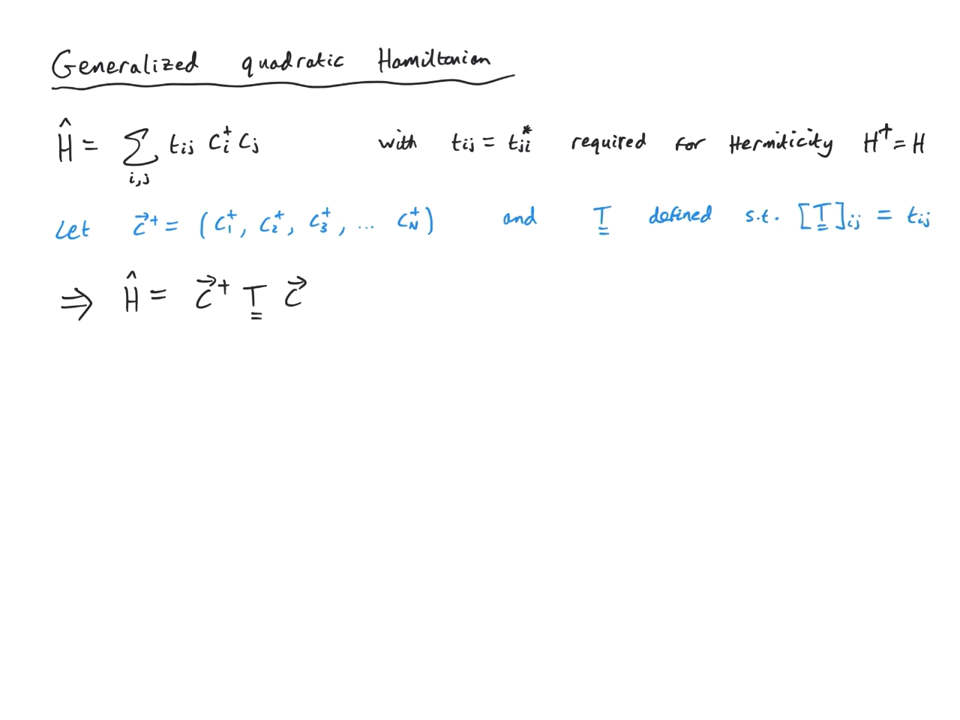 Generalized quadratic Hamiltonian
Ĥ = ∑_{i,j} t_{ij} c_i^† c_j with t_{ij} = t_{ji}^* required for Hermiticity H^† = H
Let c⃗^† = (c_1^†, c_2^†, c_3^†, ... c_N^†) and T̳ defined s.t. [T̳]_{ij} = t_{ij}
⇒ Ĥ = c⃗^† T̳ c⃗